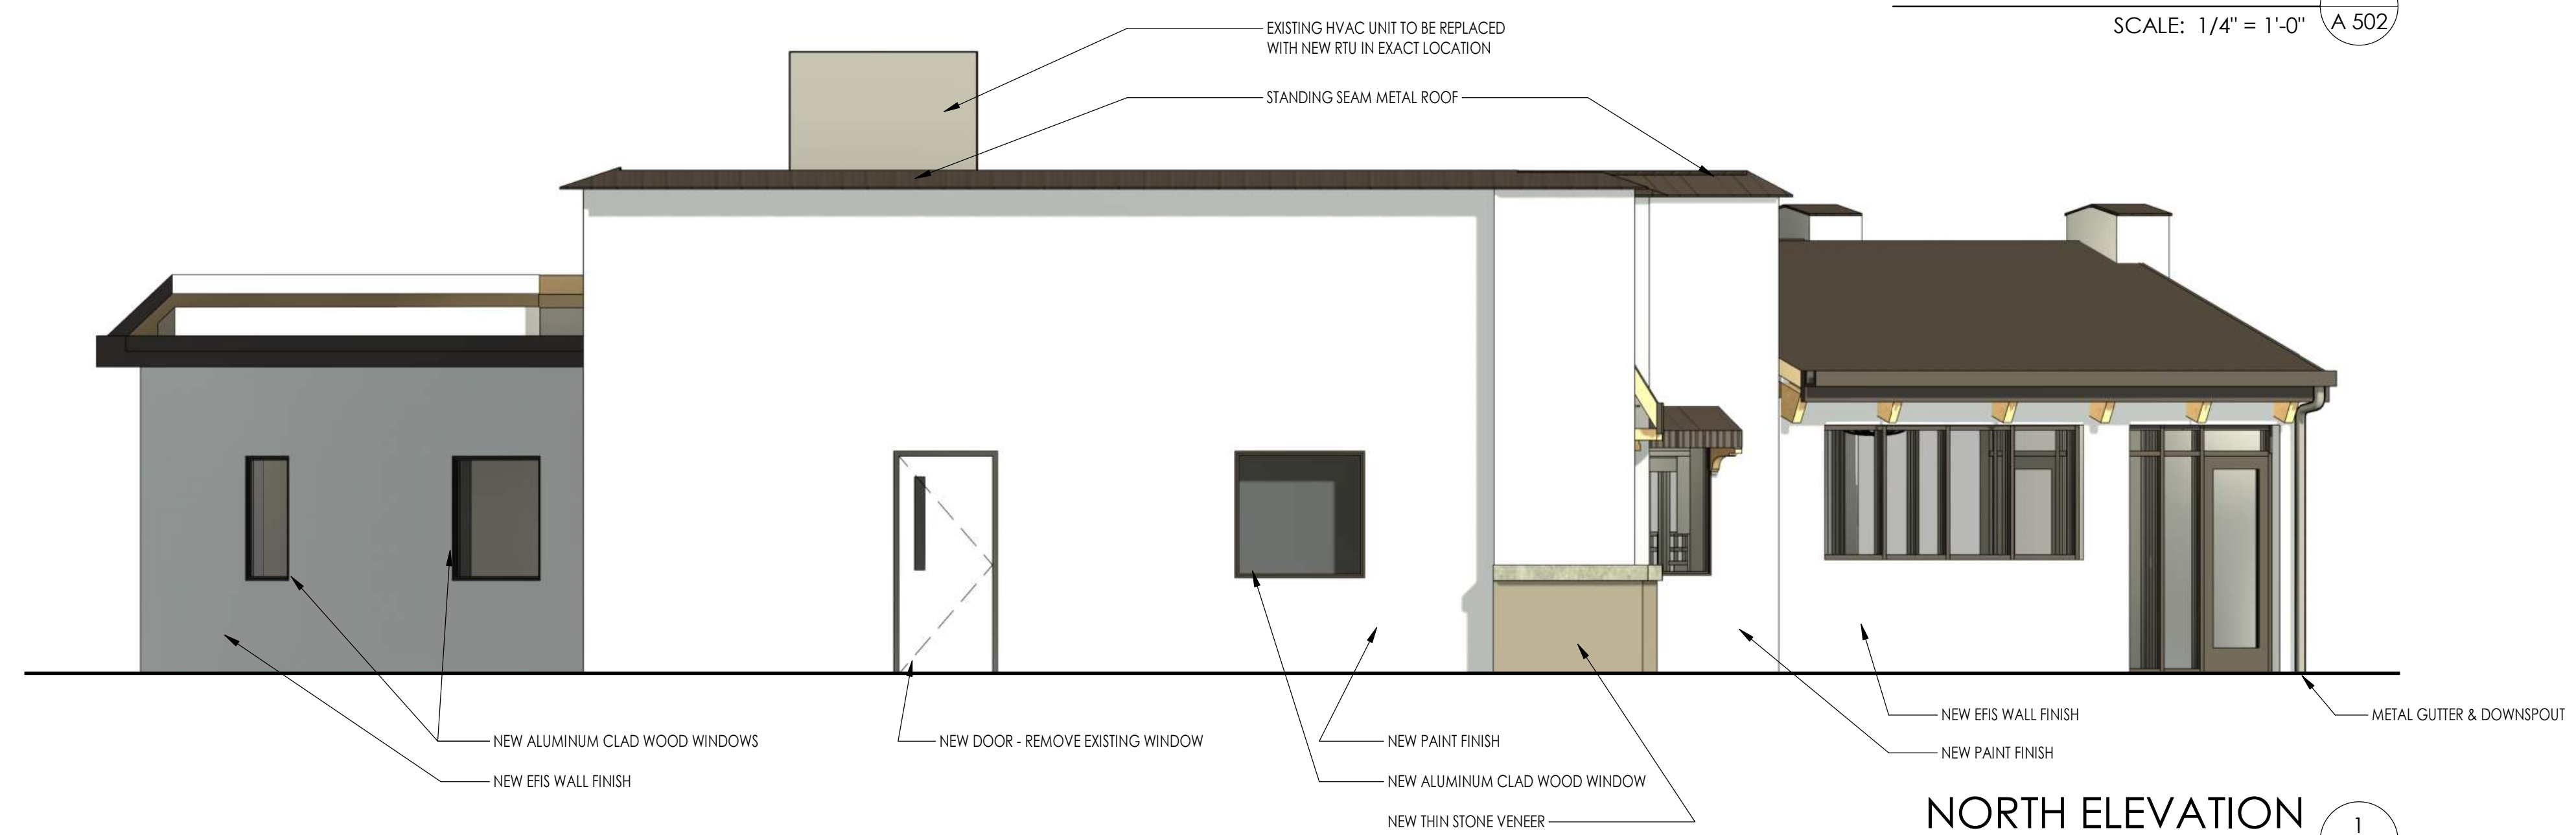 EXISTING HVAC UNIT TO BE REPLACED
WITH NEW RTU IN EXACT LOCATION
SCALE: 1/4" = 1'-0"
A 502
STANDING SEAM METAL ROOF
NEW ALUMINUM CLAD WOOD WINDOWS
NEW EFIS WALL FINISH
NEW DOOR - REMOVE EXISTING WINDOW
NEW PAINT FINISH
NEW ALUMINUM CLAD WOOD WINDOW
NEW THIN STONE VENEER
NEW EFIS WALL FINISH
NEW PAINT FINISH
METAL GUTTER & DOWNSPOUT
NORTH ELEVATION
1